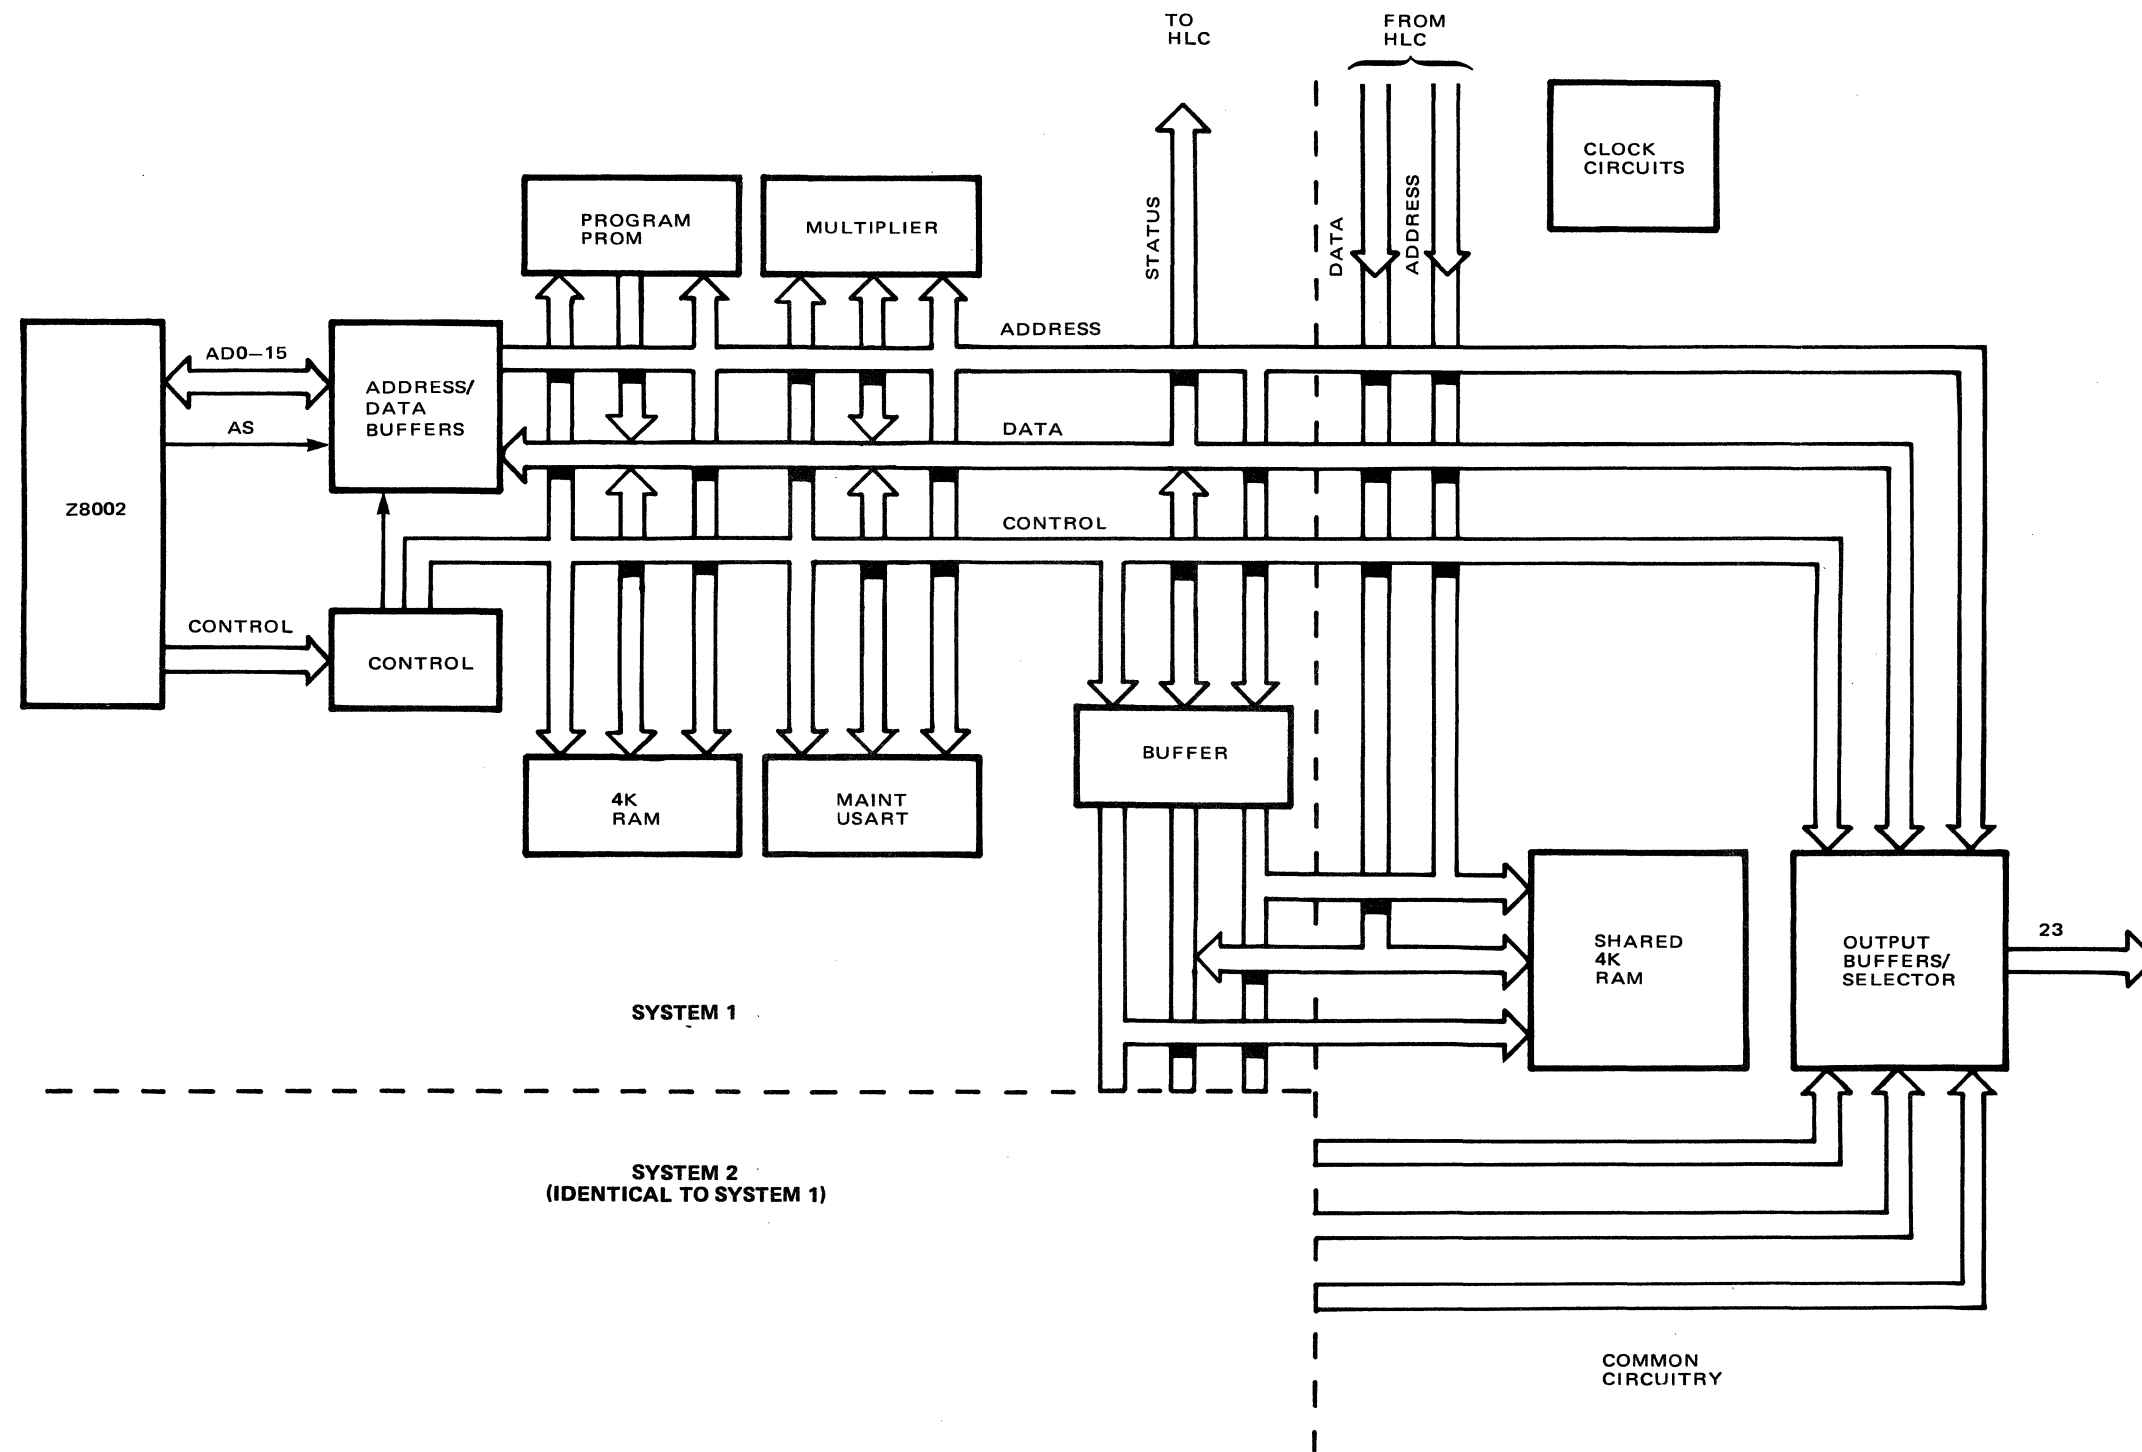 TO
HLC
FROM
HLC
CLOCK
CIRCUITS
PROGRAM
PROM
MULTIPLIER
STATUS
DATA
ADDRESS
ADDRESS
AD0–15
ADDRESS/
DATA
BUFFERS
AS
DATA
Z8002
CONTROL
CONTROL
CONTROL
BUFFER
4K
RAM
MAINT
USART
SHARED
4K
RAM
OUTPUT
BUFFERS/
SELECTOR
23
SYSTEM 1
SYSTEM 2
(IDENTICAL TO SYSTEM 1)
COMMON
CIRCUITRY